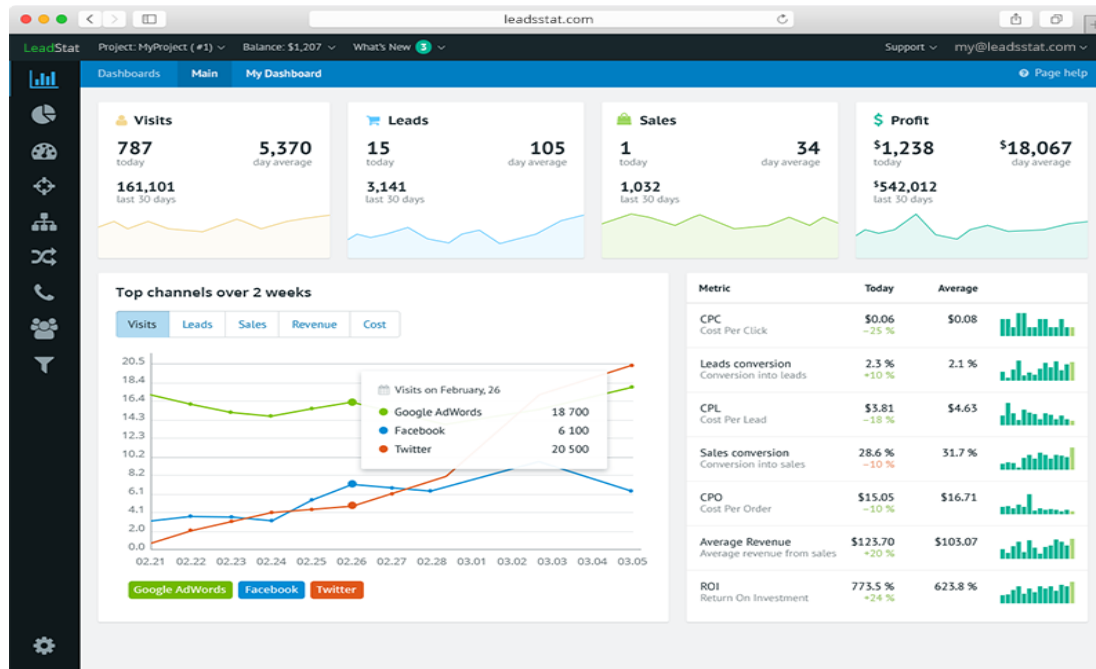 leadsstat.com
LeadStat Project: MyProject ( #1) Balance: $1,207 What's New 3 Support my@leadsstat.com
Dashboards Main My Dashboard Page help
Visits
787 5,370
today day average
161,101
last 30 days
Leads
15 105
today day average
3,141
last 30 days
Sales
1 34
today day average
1,032
last 30 days
$ Profit
$1,238 $18,067
today day average
$542,012
last 30 days
Top channels over 2 weeks
Visits Leads Sales Revenue Cost
20.5
18.4
16.4
14.3
12.3
10.2
8.2
6.1
4.1
2.0
0.0
02.21 02.22 02.23 02.24 02.25 02.26 02.27 02.28 03.01 03.02 03.03 03.04 03.05
Visits on February, 26
Google AdWords 18 700
Facebook 6 100
Twitter 20 500
Google AdWords Facebook Twitter
Metric Today Average
CPC $0.06 $0.08
Cost Per Click −25 %
Leads conversion 2.3 % 2.1 %
Conversion into leads +10 %
CPL $3.81 $4.63
Cost Per Lead −18 %
Sales conversion 28.6 % 31.7 %
Conversion into sales −10 %
CPO $15.05 $16.71
Cost Per Order −10 %
Average Revenue $123.70 $103.07
Average revenue from sales +20 %
ROI 773.5 % 623.8 %
Return On Investment +24 %